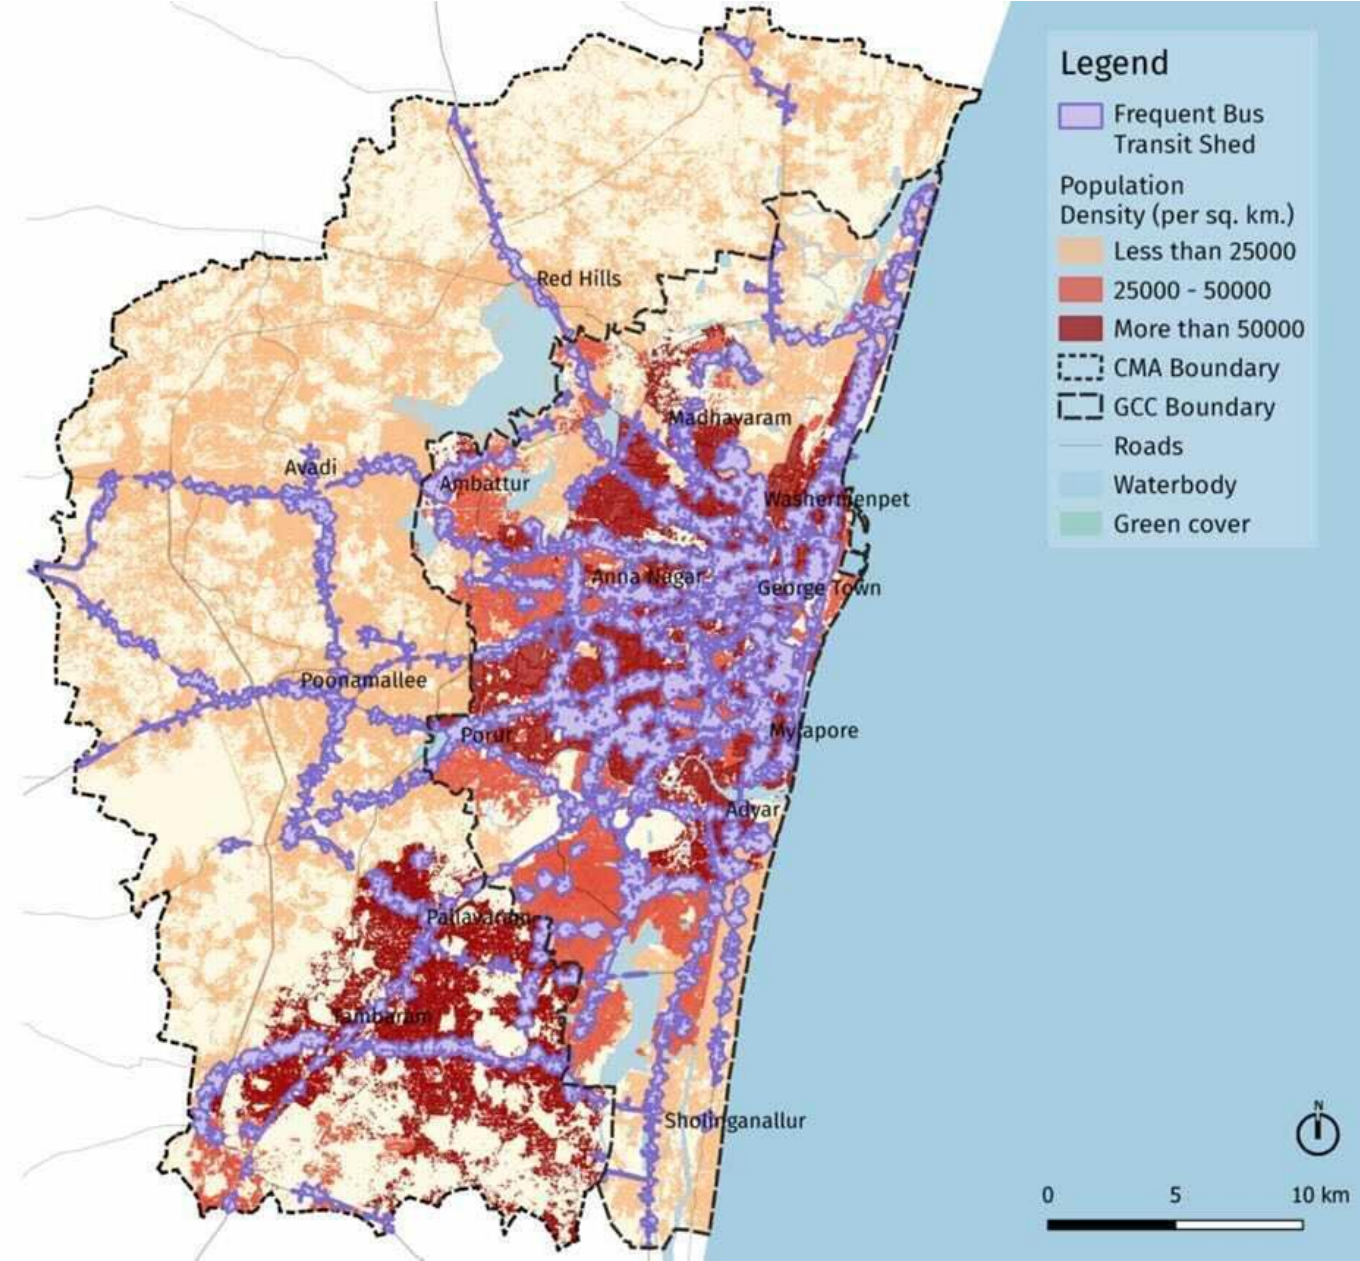 Legend
Frequent Bus
Transit Shed
Population
Density (per sq. km.)
Less than 25000
25000 - 50000
More than 50000
CMA Boundary
GCC Boundary
Roads
Waterbody
Green cover
Red Hills
Madhavaram
Avadi
Ambattur
Washermenpet
Anna Nagar
George Town
Poonamallee
Porur
Mylapore
Adyar
Pallavaram
Tambaram
Sholinganallur
N
0 5 10 km